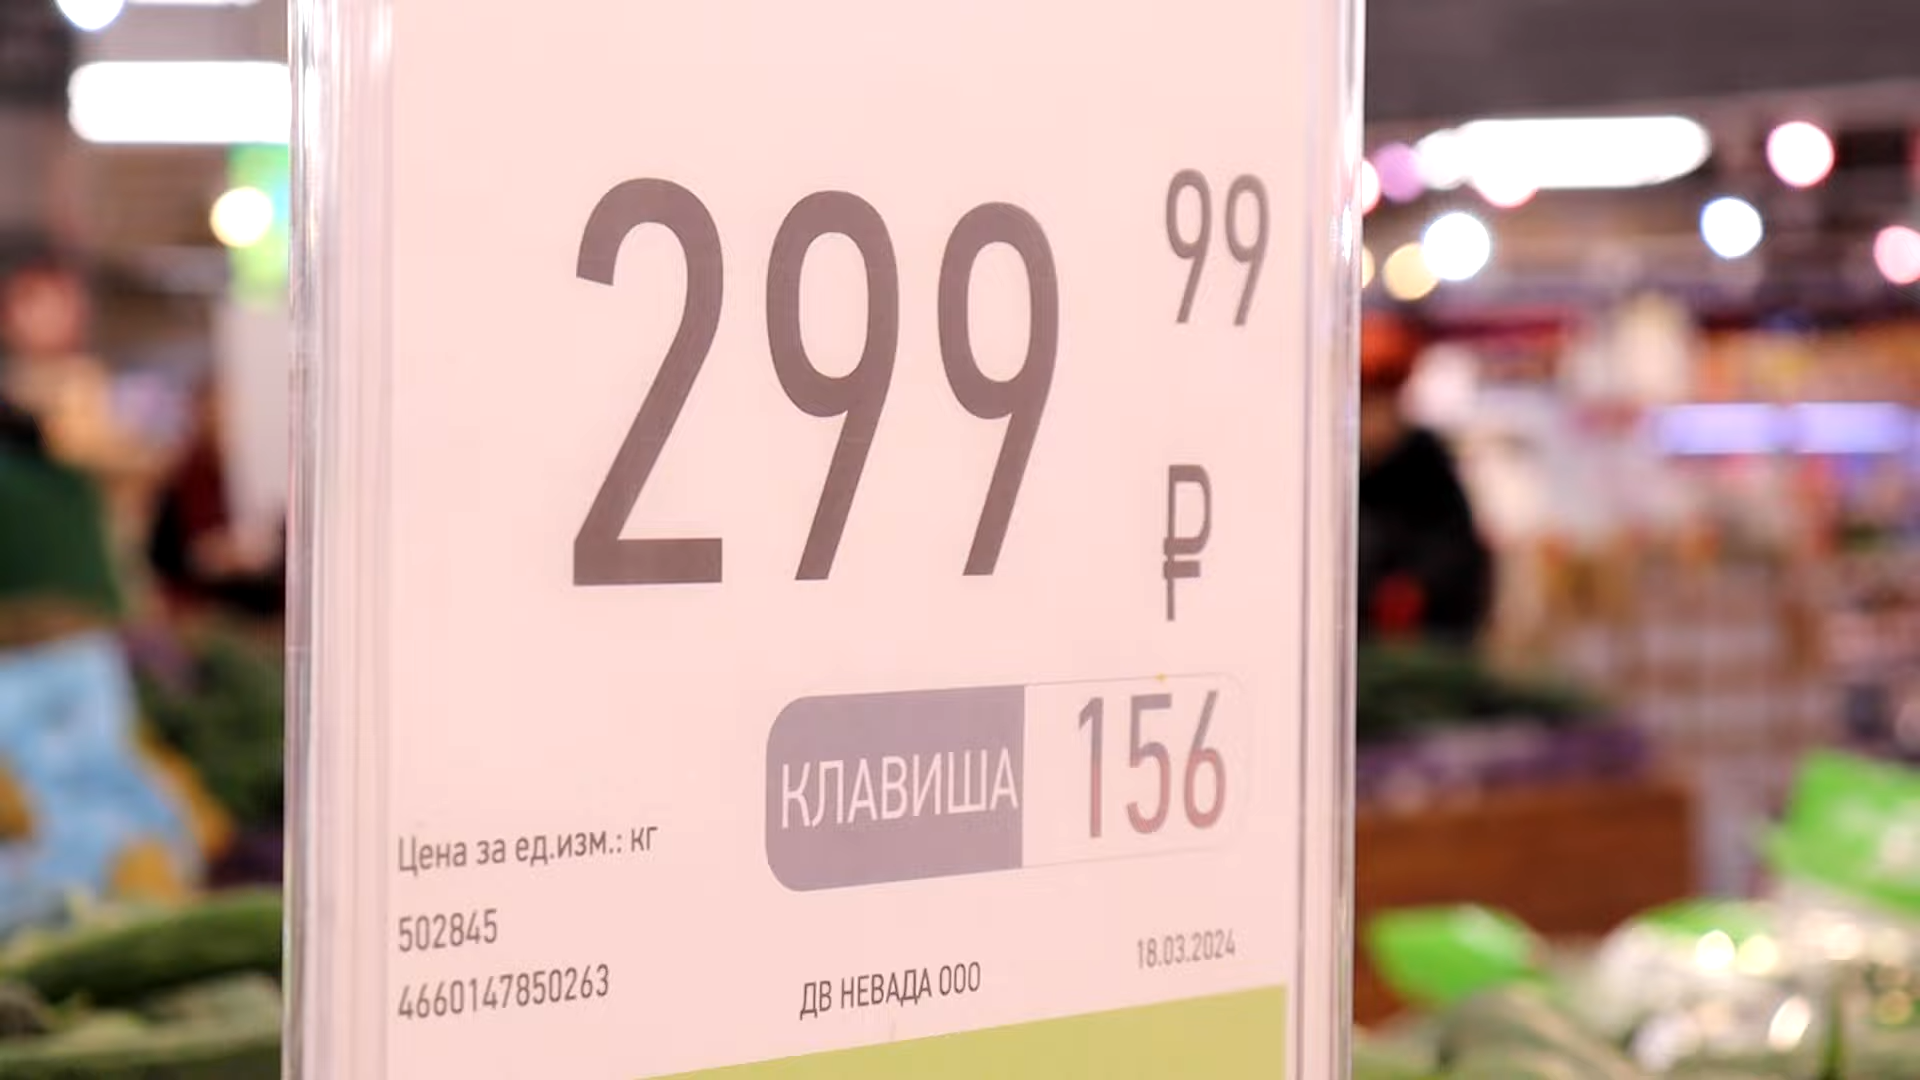 299 99
₽
КЛАВИША 156
Цена за ед.изм.: кг
502845
4660147850263
ДВ НЕВАДА ООО
18.03.2024